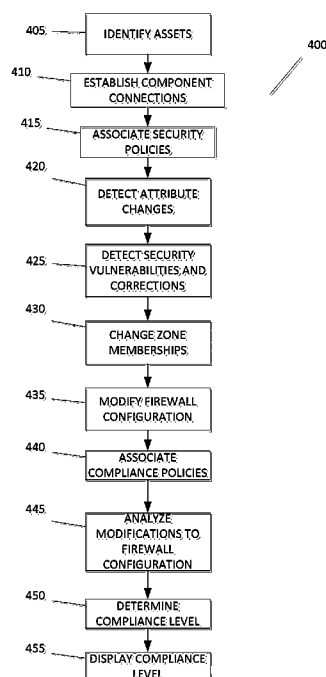 405
IDENTIFY ASSETS
400
410
ESTABLISH COMPONENT
CONNECTIONS
415
ASSOCIATE SECURITY
POLICIES
420
DETECT ATTRIBUTE
CHANGES
425
DETECT SECURITY
VULNERABILITIES AND
CORRECTIONS
430
CHANGE ZONE
MEMBERSHIPS
435
MODIFY FIREWALL
CONFIGURATION
440
ASSOCIATE
COMPLIANCE POLICIES
445
ANALYZE
MODIFICATIONS TO
FIREWALL
CONFIGURATION
450
DETERMINE
COMPLIANCE LEVEL
455
DISPLAY COMPLIANCE
LEVEL